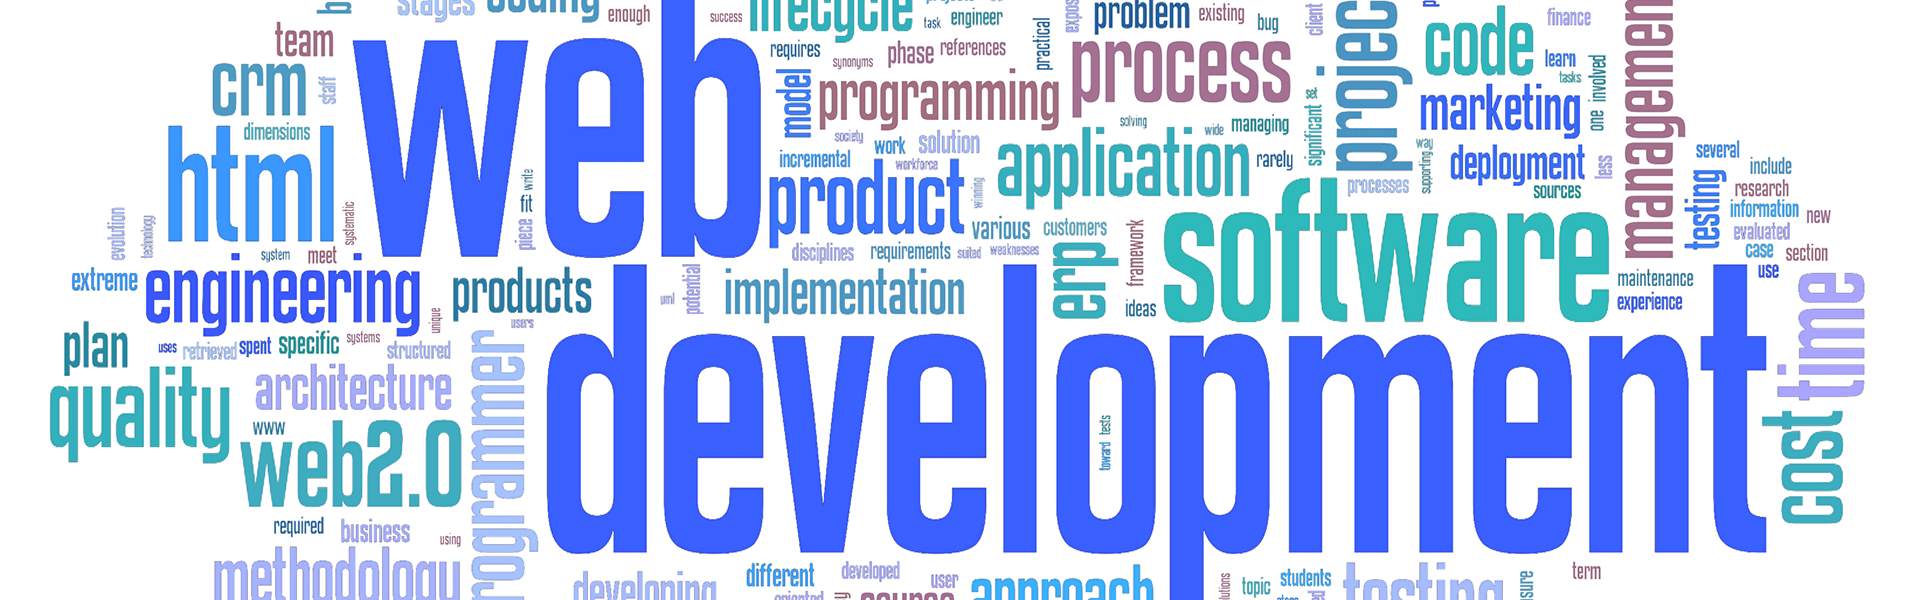 stages
coding
enough
success
lifecycle
task
engineer
practical
problem
existing
bug
client
finance
team
requires
synonyms
phase
references
process
project
code
learn
tasks
one involved
management
crm
staff
web
model
programming
marketing
dimensions
society
work
solution
solving
wide
managing
significant
html
incremental
workforce
application
rarely
way
supporting
deployment
less
several
include
write
fit
product
winning
processes
sources
testing
research
information
new
evolution
technology
systematic
piece
various
customers
software
evaluated
system
meet
disciplines
requirements
suited
weaknesses
erp
framework
case
section
use
extreme
engineering
products
uml
potential
implementation
ideas
maintenance
experience
time
unique
users
plan
uses
retrieved
spent
specific
systems
structured
development
quality
architecture
programmer
www
web2.0
toward tests
cost
required
business
using
methodology
developing
different
developed
user
approach
topic
students
testing
term
source
oriented